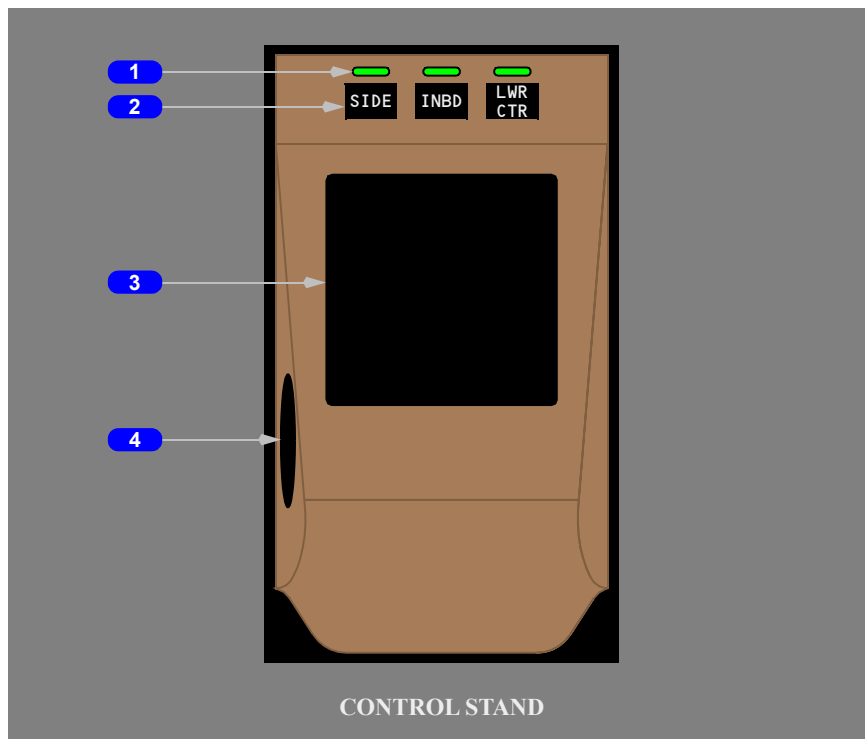 1
2
SIDE
INBD
LWR
CTR
3
4
CONTROL STAND